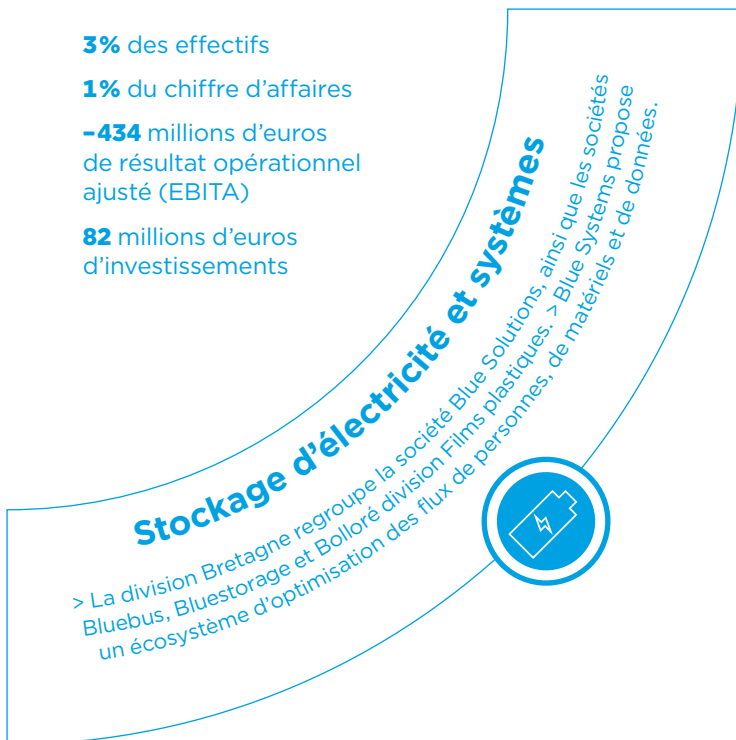 3% des effectifs
1% du chiffre d’affaires
–434 millions d’euros
de résultat opérationnel
ajusté (EBITA)
82 millions d’euros
d’investissements
Stockage d’électricité et systèmes
> La division Bretagne regroupe la société Blue Solutions, ainsi que les sociétés
Bluebus, Bluestorage et Bolloré division Films plastiques. > Blue Systems propose
un écosystème d’optimisation des flux de personnes, de matériels et de données.